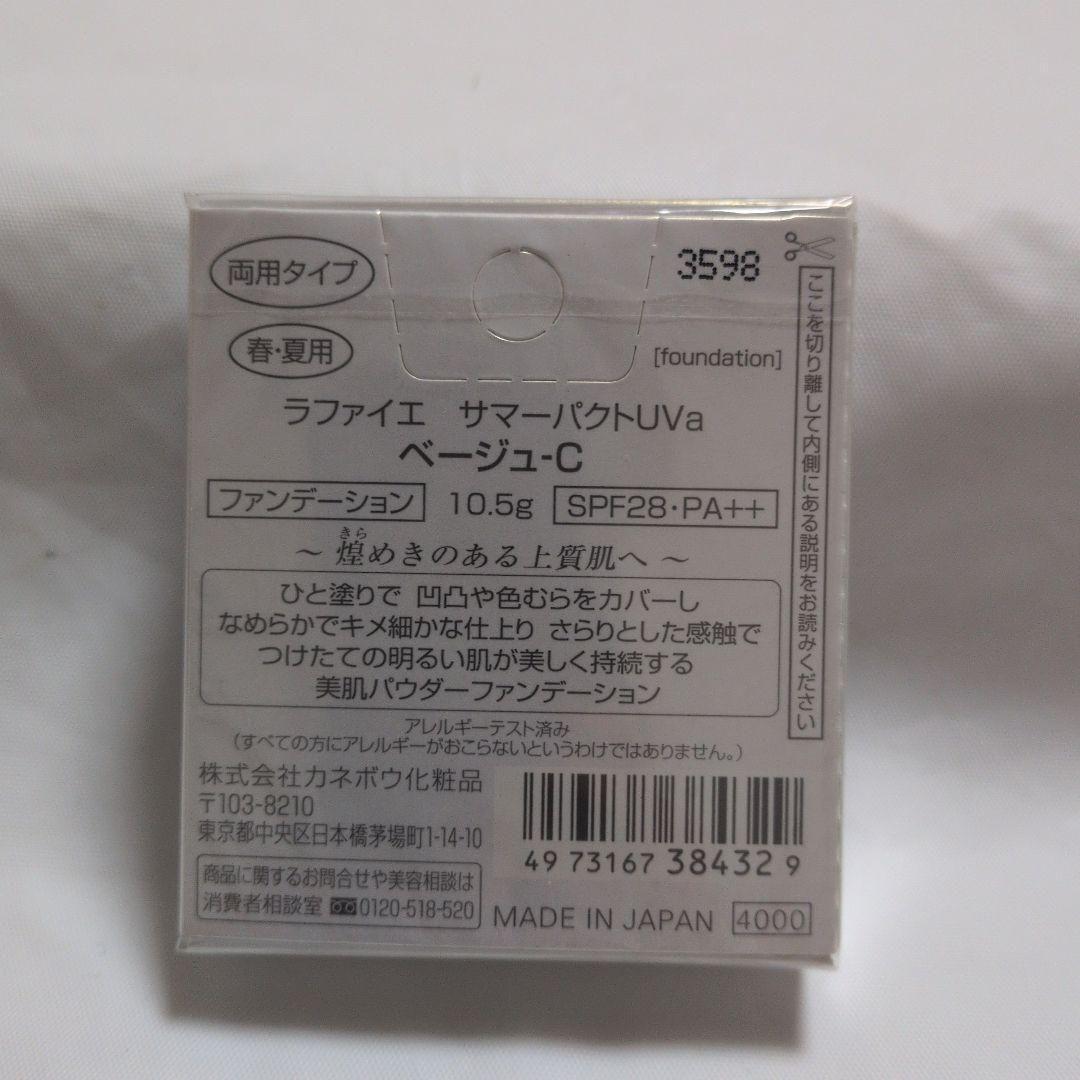 両用タイプ
3598
春・夏用
[foundation]
ラファイエ サマーパクトUVa
ベージュ-C
ファンデーション 10.5g SPF28・PA++
きら
～ 煌めきのある上質肌へ ～
ひと塗りで 凹凸や色むらをカバーし
なめらかでキメ細かな仕上り さらりとした感触で
つけたての明るい肌が美しく持続する
美肌パウダーファンデーション
アレルギーテスト済み
(すべての方にアレルギーがおこらないというわけではありません。)
株式会社カネボウ化粧品
〒103-8210
東京都中央区日本橋茅場町1-14-10
商品に関するお問合せや美容相談は
消費者相談室 0120-518-520
49 73167 38432 9
MADE IN JAPAN 4000
ここを切り離して内側にある説明をお読みください